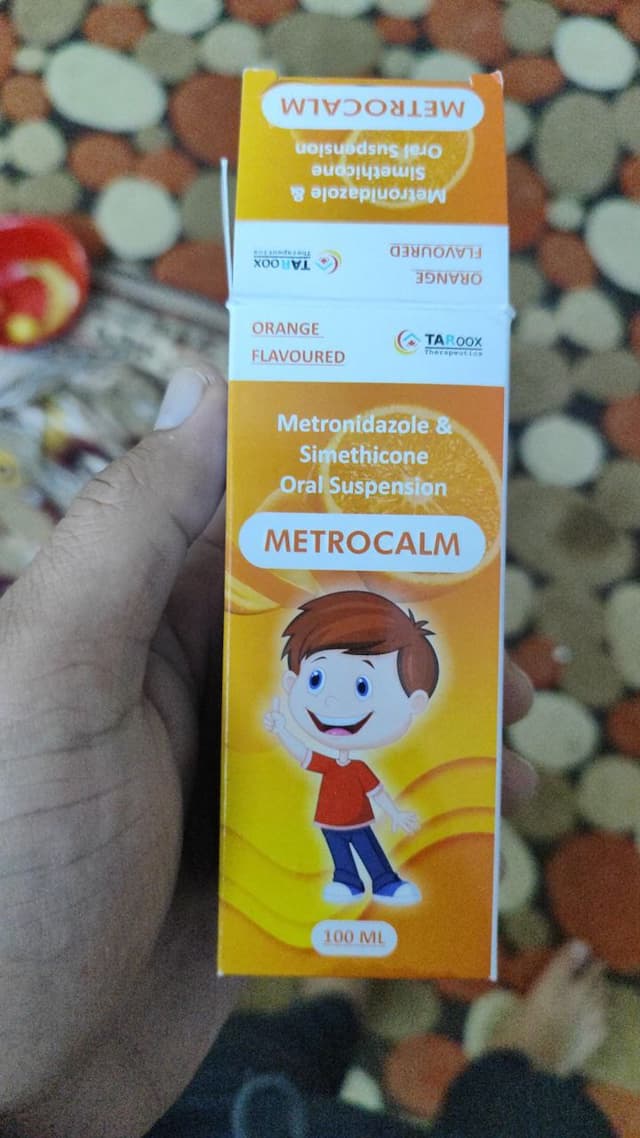 METROCALM
Metronidazole &
Simethicone
Oral Suspension
ORANGE
FLAVOURED
TAROOX
Therapeutics
ORANGE
FLAVOURED
TAROOX
Therapeutics
Metronidazole &
Simethicone
Oral Suspension
METROCALM
100 ML